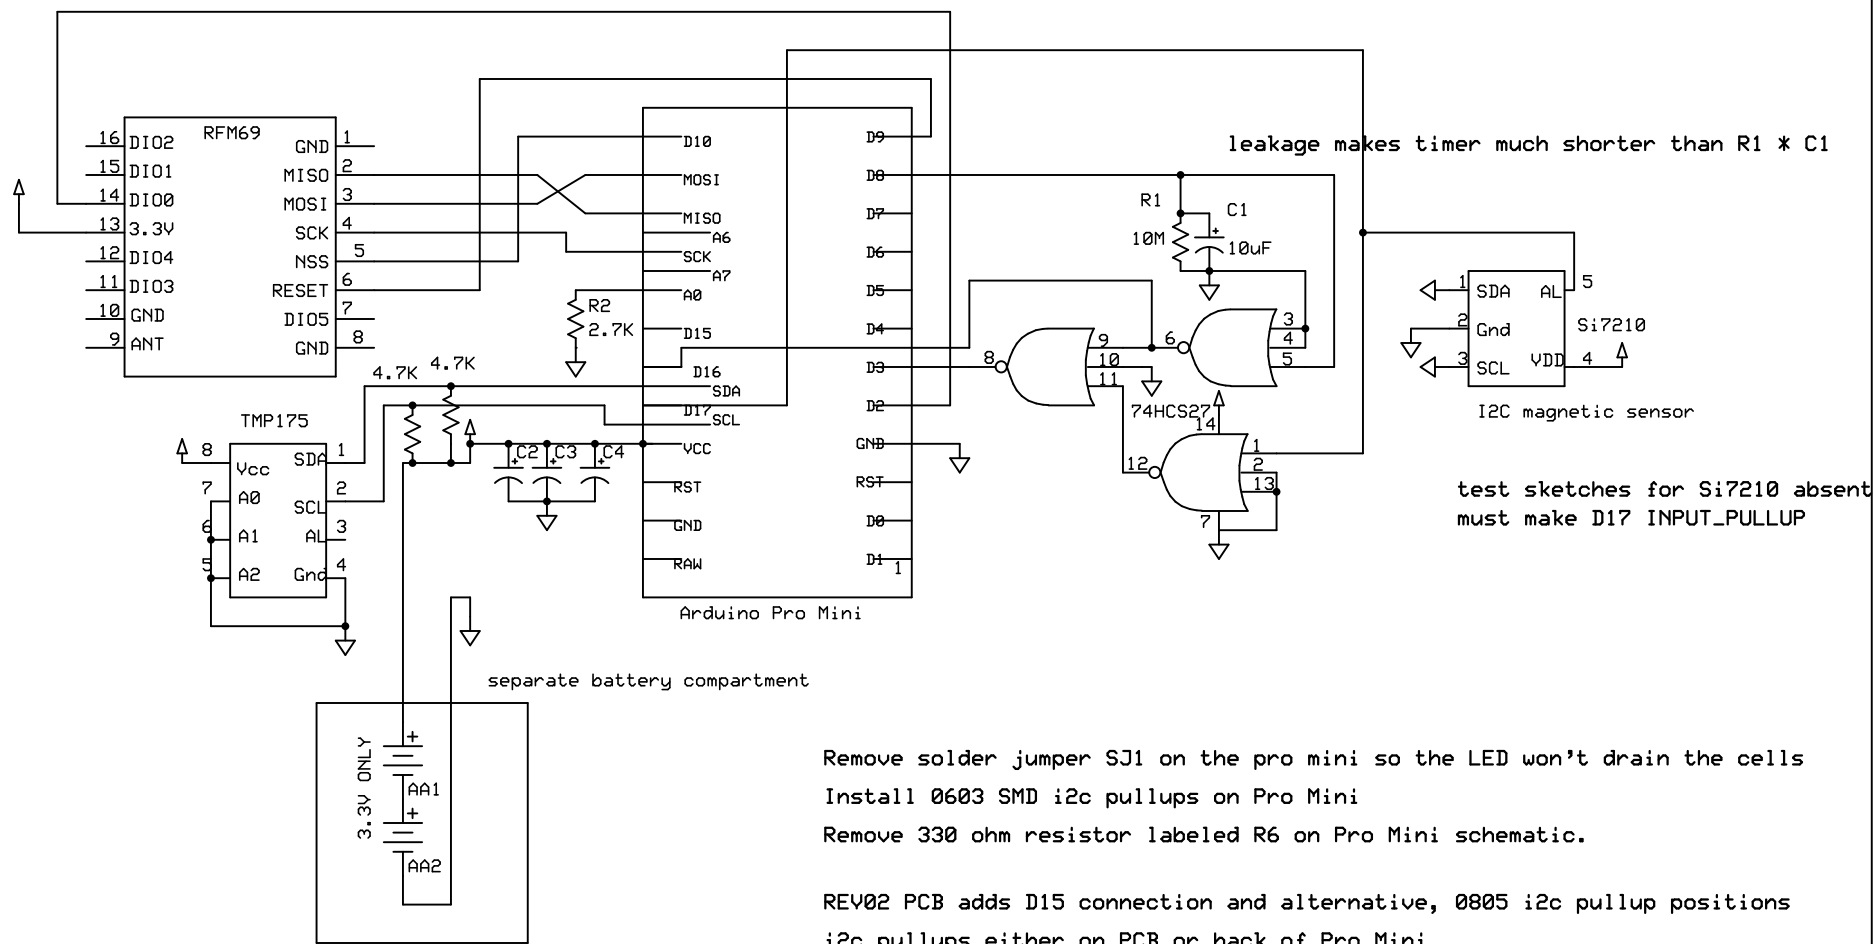 RFM69
16 DIO2
15 DIO1
14 DIO0
13 3.3V
12 DIO4
11 DIO3
10 GND
9 ANT
GND 1
MISO 2
MOSI 3
SCK 4
NSS 5
RESET 6
DIO5 7
GND 8
D10
MOSI
MISO
A6
SCK
A7
A0
D15
D16
SDA
D17
SCL
VCC
RST
GND
RAW
D9
D8
D7
D6
D5
D4
D3
D2
GND
RST
D0
D1
1
Arduino Pro Mini
R2
2.7K
4.7K
4.7K
C2
C3
C4
+
+
+
TMP175
8 Vcc
7 A0
6 A1
5 A2
SDA 1
SCL 2
AL 3
Gnd 4
leakage makes timer much shorter than R1 * C1
R1
10M
C1
+
10uF
3
4
5
6
9
10
11
8
74HCS27
14
1
2
13
12
7
1 SDA
2 Gnd
3 SCL
AL 5
VDD 4
Si7210
I2C magnetic sensor
test sketches for Si7210 absent
must make D17 INPUT_PULLUP
separate battery compartment
3.3V ONLY
+
AA1
+
AA2
Remove solder jumper SJ1 on the pro mini so the LED won't drain the cells
Install 0603 SMD i2c pullups on Pro Mini
Remove 330 ohm resistor labeled R6 on Pro Mini schematic.
REV02 PCB adds D15 connection and alternative, 0805 i2c pullup positions
i2c pullups either on PCB or back of Pro Mini